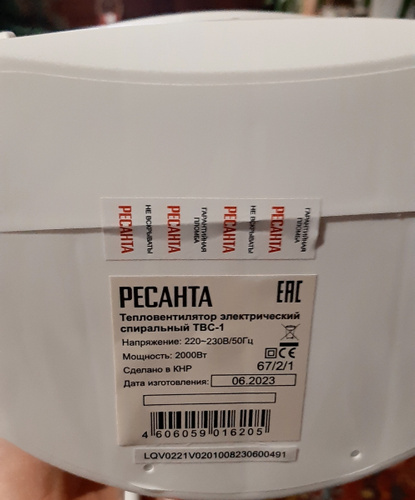 РЕСАНТА
НЕ ВСКРЫВАТЬ!
РЕСАНТА
ГАРАНТИЙНАЯ ПЛОМБА
РЕСАНТА
НЕ ВСКРЫВАТЬ!
РЕСАНТА
ГАРАНТИЙНАЯ ПЛОМБА
РЕСАНТА EAC
Тепловентилятор электрический
спиральный ТВС-1
Напряжение: 220~230В/50Гц
Мощность: 2000Вт
CE
Сделано в КНР 67/2/1
Дата изготовления: 06.2023
4 606059 016205
LQV0221V0201008230600491